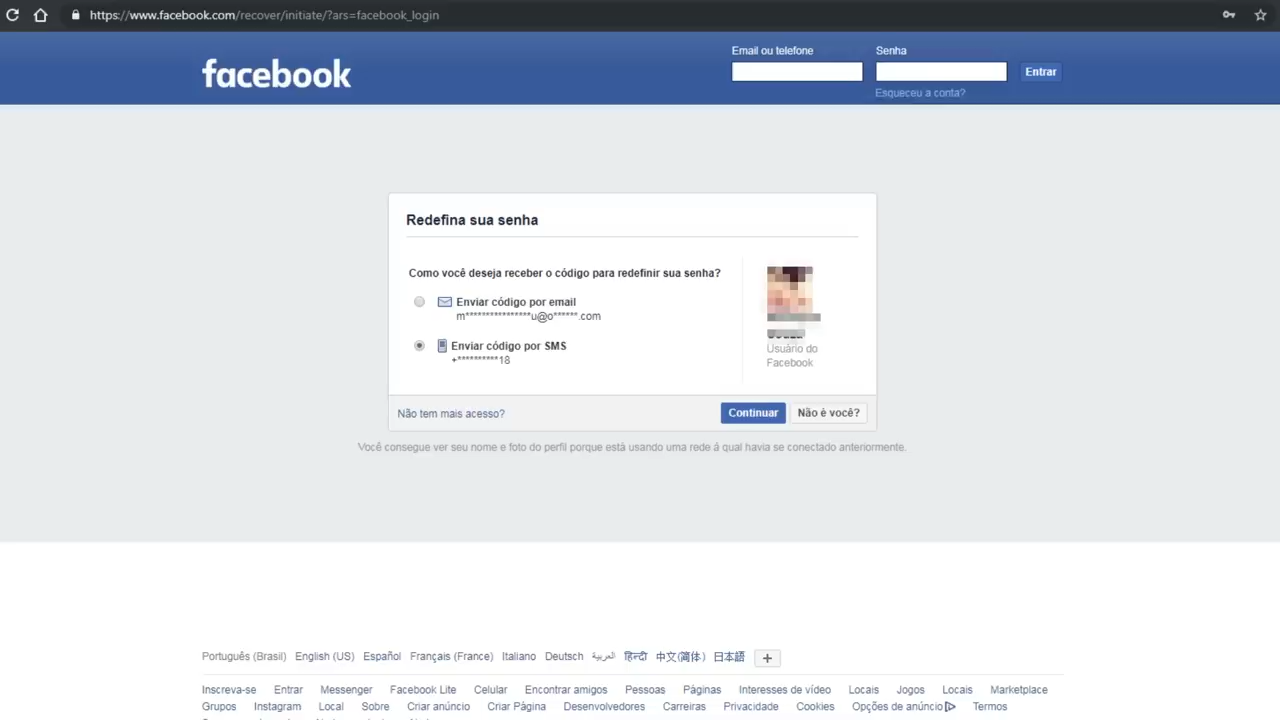 https://www.facebook.com/recover/initiate/?ars=facebook_login
facebook
Email ou telefone
Senha
Entrar
Esqueceu a conta?
Redefina sua senha
Como você deseja receber o código para redefinir sua senha?
Enviar código por email
m****************u@o******.com
Enviar código por SMS
+**********18
Usuário do
Facebook
Não tem mais acesso?
Continuar
Não é você?
Você consegue ver seu nome e foto do perfil porque está usando uma rede à qual havia se conectado anteriormente.
Português (Brasil) English (US) Español Français (France) Italiano Deutsch العربية हिन्दी 中文(简体) 日本語 +
Inscreva-se Entrar Messenger Facebook Lite Celular Encontrar amigos Pessoas Páginas Interesses de vídeo Locais Jogos Locais Marketplace
Grupos Instagram Local Sobre Criar anúncio Criar Página Desenvolvedores Carreiras Privacidade Cookies Opções de anúncio Termos